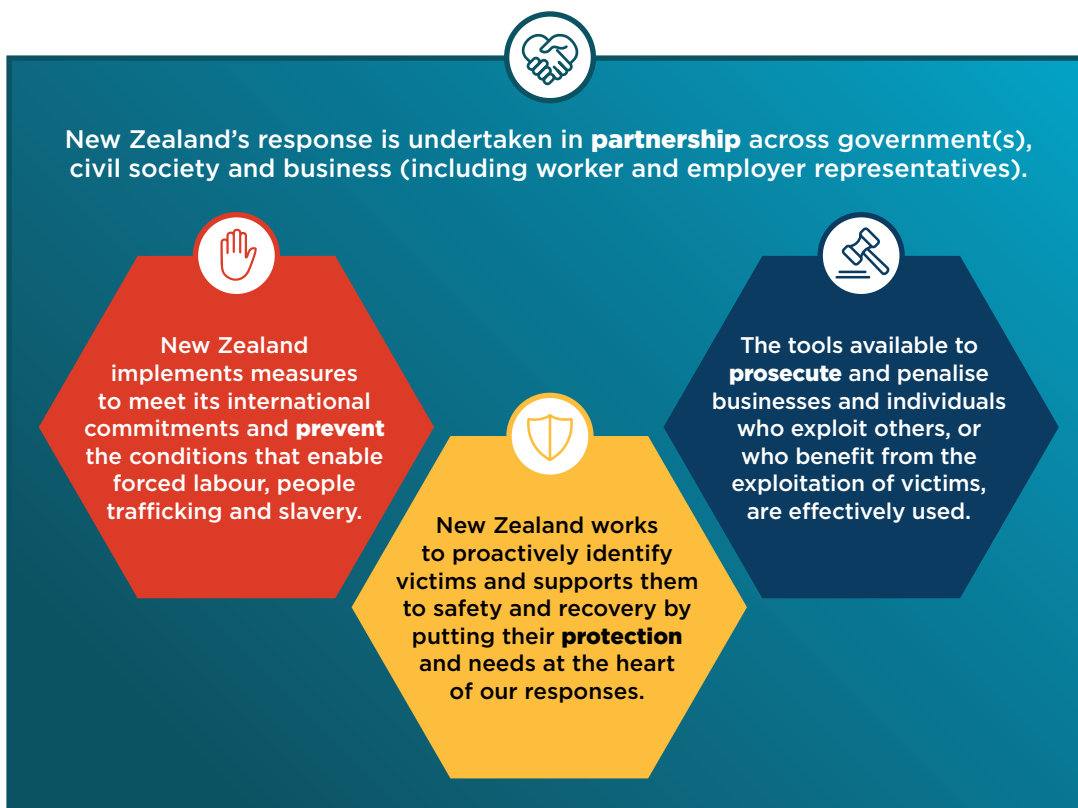 New Zealand’s response is undertaken in partnership across government(s),
civil society and business (including worker and employer representatives).
New Zealand
implements measures
to meet its international
commitments and prevent
the conditions that enable
forced labour, people
trafficking and slavery.
New Zealand works
to proactively identify
victims and supports them
to safety and recovery by
putting their protection
and needs at the heart
of our responses.
The tools available to
prosecute and penalise
businesses and individuals
who exploit others, or
who benefit from the
exploitation of victims,
are effectively used.